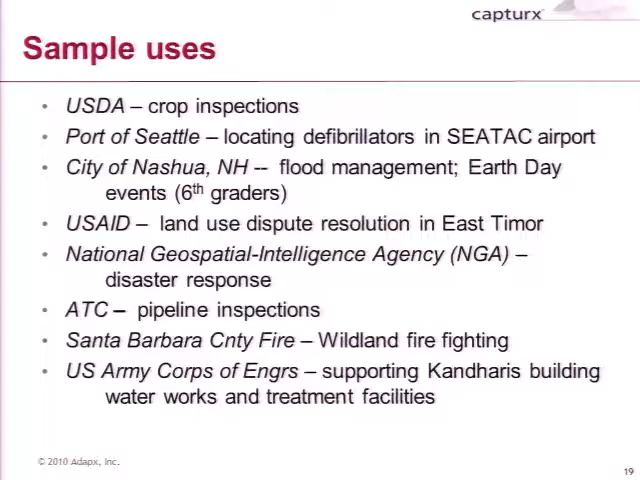 capturx
Sample uses
• USDA – crop inspections
• Port of Seattle – locating defibrillators in SEATAC airport
• City of Nashua, NH -- flood management; Earth Day
events (6th graders)
• USAID – land use dispute resolution in East Timor
• National Geospatial-Intelligence Agency (NGA) –
disaster response
• ATC – pipeline inspections
• Santa Barbara Cnty Fire – Wildland fire fighting
• US Army Corps of Engrs – supporting Kandharis building
water works and treatment facilities
© 2010 Adapx, Inc.
19